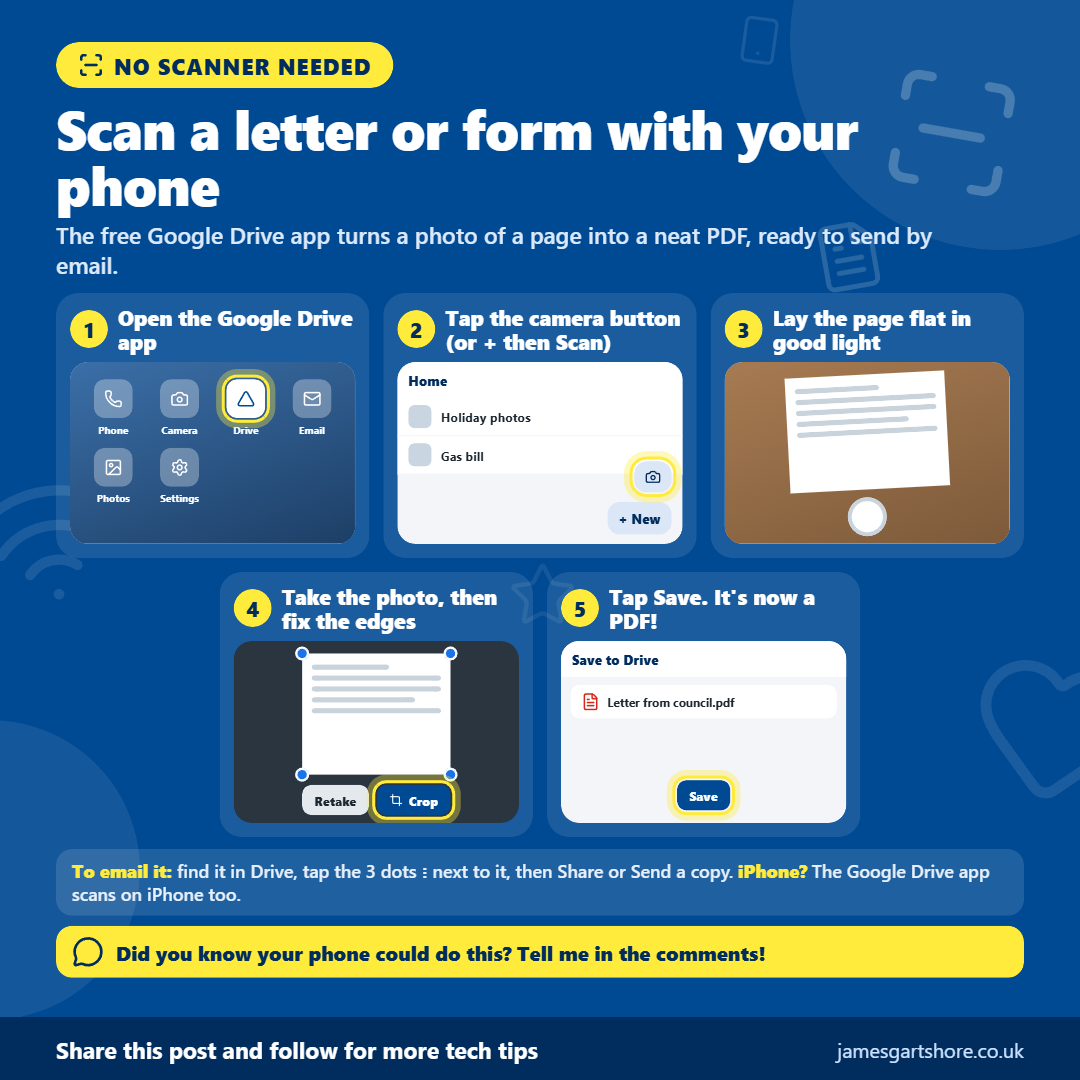 NO SCANNER NEEDED
Scan a letter or form with your
phone
The free Google Drive app turns a photo of a page into a neat PDF, ready to send by
email.
1
Open the Google Drive
app
Phone
Camera
Drive
Email
Photos
Settings
2
Tap the camera button
(or + then Scan)
Home
Holiday photos
Gas bill
+ New
3
Lay the page flat in
good light
4
Take the photo, then
fix the edges
Retake
Crop
5
Tap Save. It's now a
PDF!
Save to Drive
Letter from council.pdf
Save
To email it: find it in Drive, tap the 3 dots ⋮ next to it, then Share or Send a copy. iPhone? The Google Drive app
scans on iPhone too.
Did you know your phone could do this? Tell me in the comments!
Share this post and follow for more tech tips
jamesgartshore.co.uk